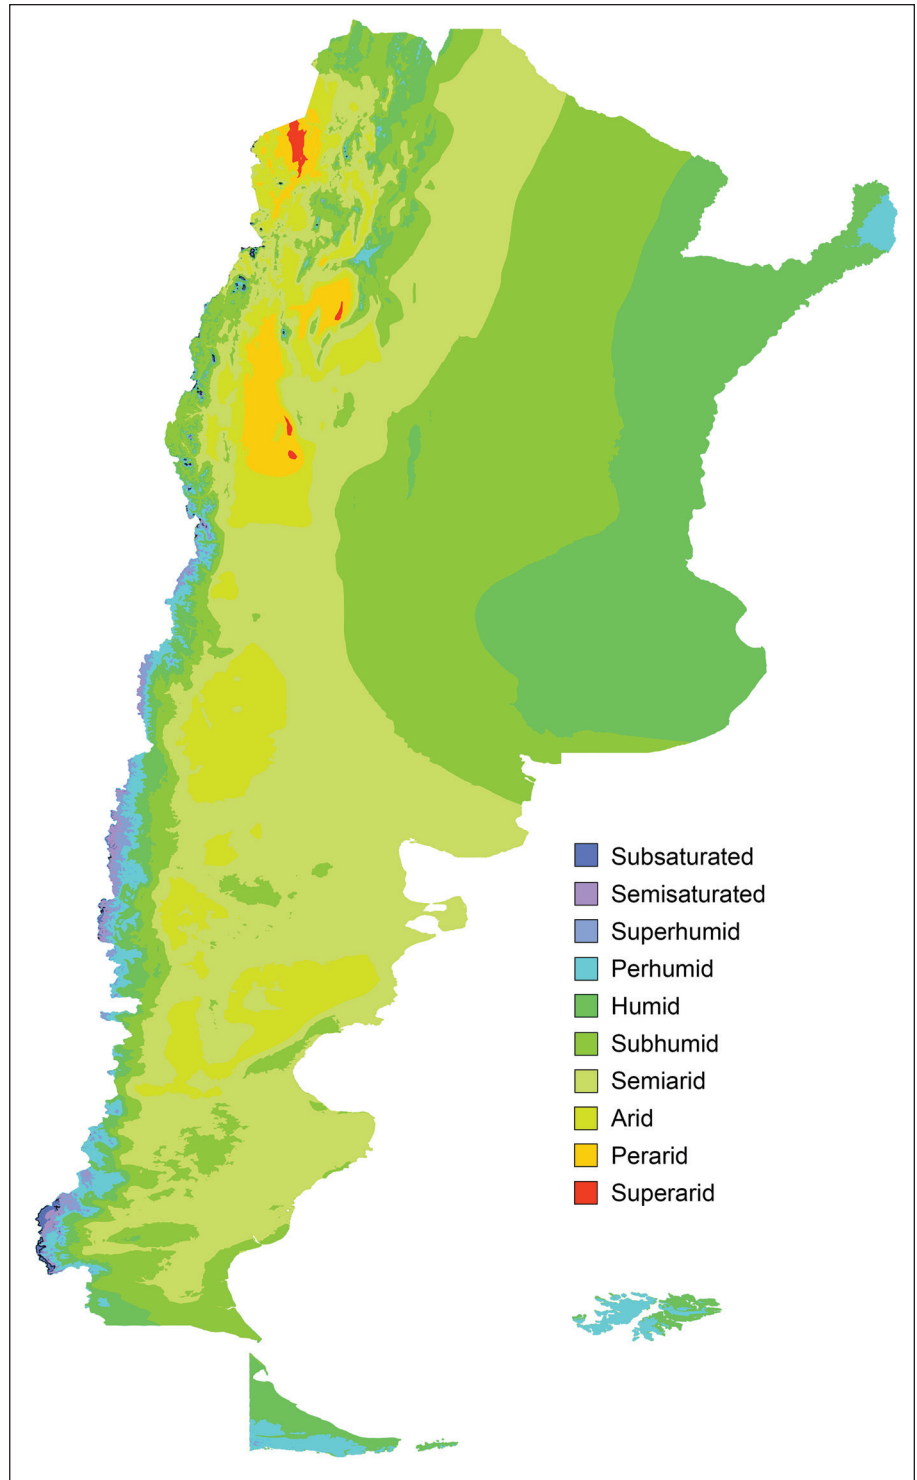 Subsaturated
Semisaturated
Superhumid
Perhumid
Humid
Subhumid
Semiarid
Arid
Perarid
Superarid